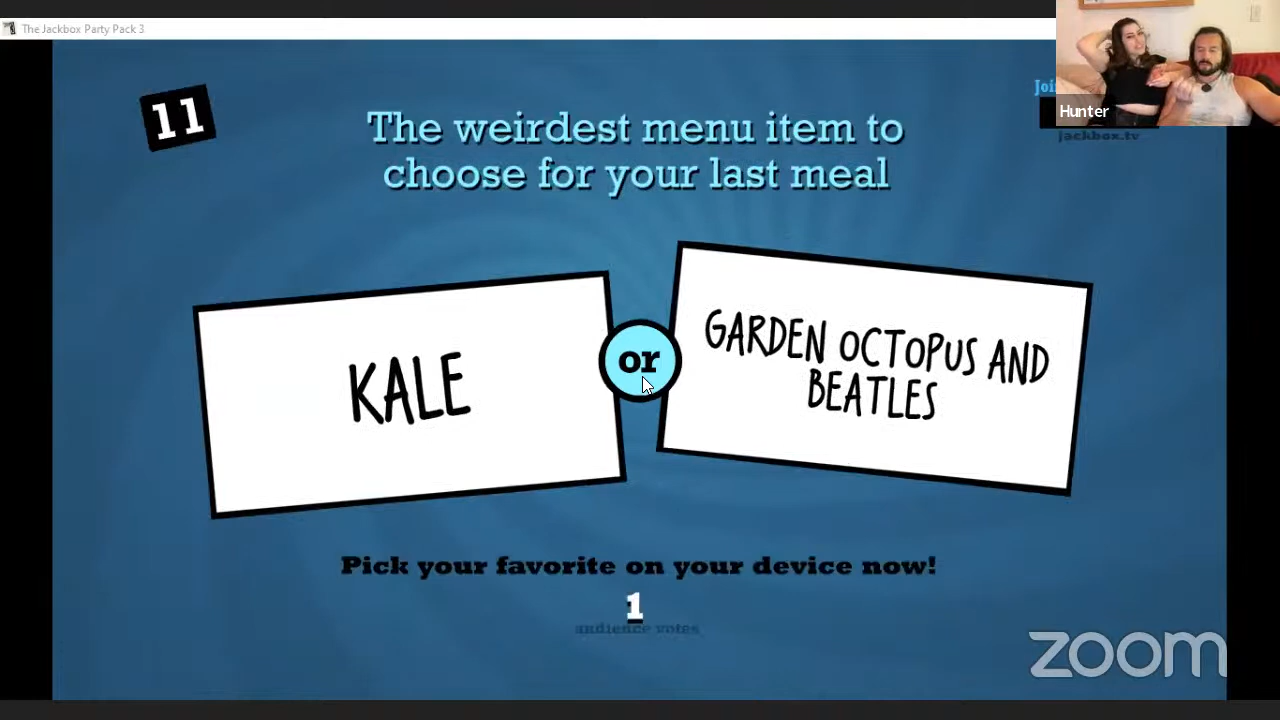 The Jackbox Party Pack 3
11
The weirdest menu item to
choose for your last meal
Joi
Hunter
jackbox.tv
KALE
or
GARDEN OCTOPUS AND
BEATLES
Pick your favorite on your device now!
1
audience votes
zoom